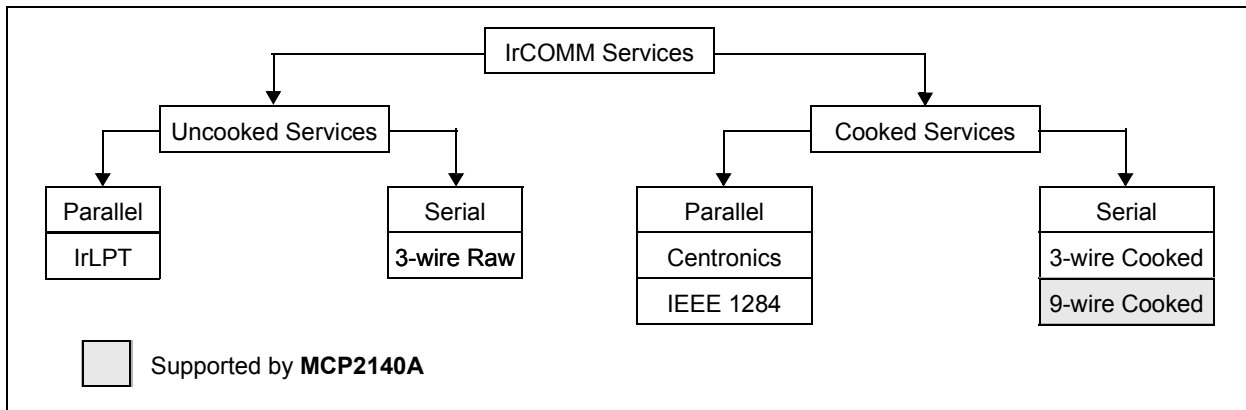 IrCOMM Services
Uncooked Services
Cooked Services
Parallel
IrLPT
Serial
3-wire Raw
Parallel
Centronics
IEEE 1284
Serial
3-wire Cooked
9-wire Cooked
Supported by MCP2140A